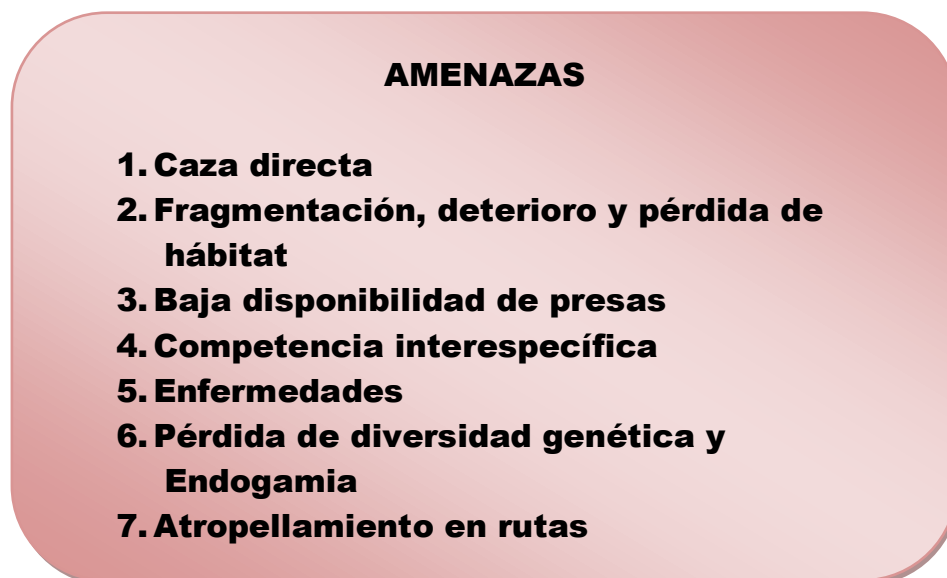 AMENAZAS
1. Caza directa
2. Fragmentación, deterioro y pérdida de
hábitat
3. Baja disponibilidad de presas
4. Competencia interespecífica
5. Enfermedades
6. Pérdida de diversidad genética y
Endogamia
7. Atropellamiento en rutas